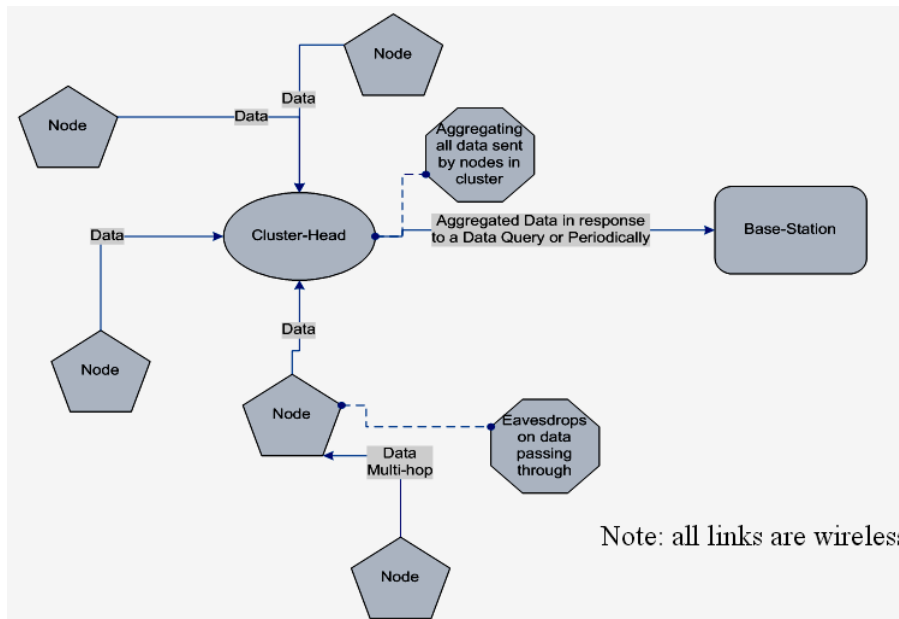 Node
Data
Node
Data
Aggregating
all data sent
by nodes in
cluster
Data
Cluster-Head
Aggregated Data in response
to a Data Query or Periodically
Base-Station
Data
Node
Node
Eavesdrops
on data
passing
through
Data
Multi-hop
Note: all links are wireless
Node